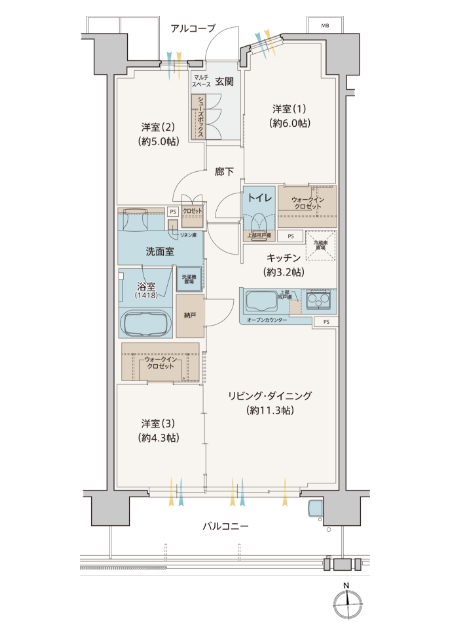 アルコーブ
MB
マルチ
スペース
玄関
シューズボックス
洋室(1)
(約6.0帖)
洋室(2)
(約5.0帖)
廊下
トイレ
ウォークイン
クロゼット
PS
クロゼット
リネン庫
上部吊戸棚
PS
冷蔵庫
置場
洗面室
キッチン
(約3.2帖)
浴室
(1418)
洗濯機
置場
上部
吊戸棚
納戸
オープンカウンター
PS
ウォークイン
クロゼット
リビング・ダイニング
(約11.3帖)
洋室(3)
(約4.3帖)
バルコニー
N